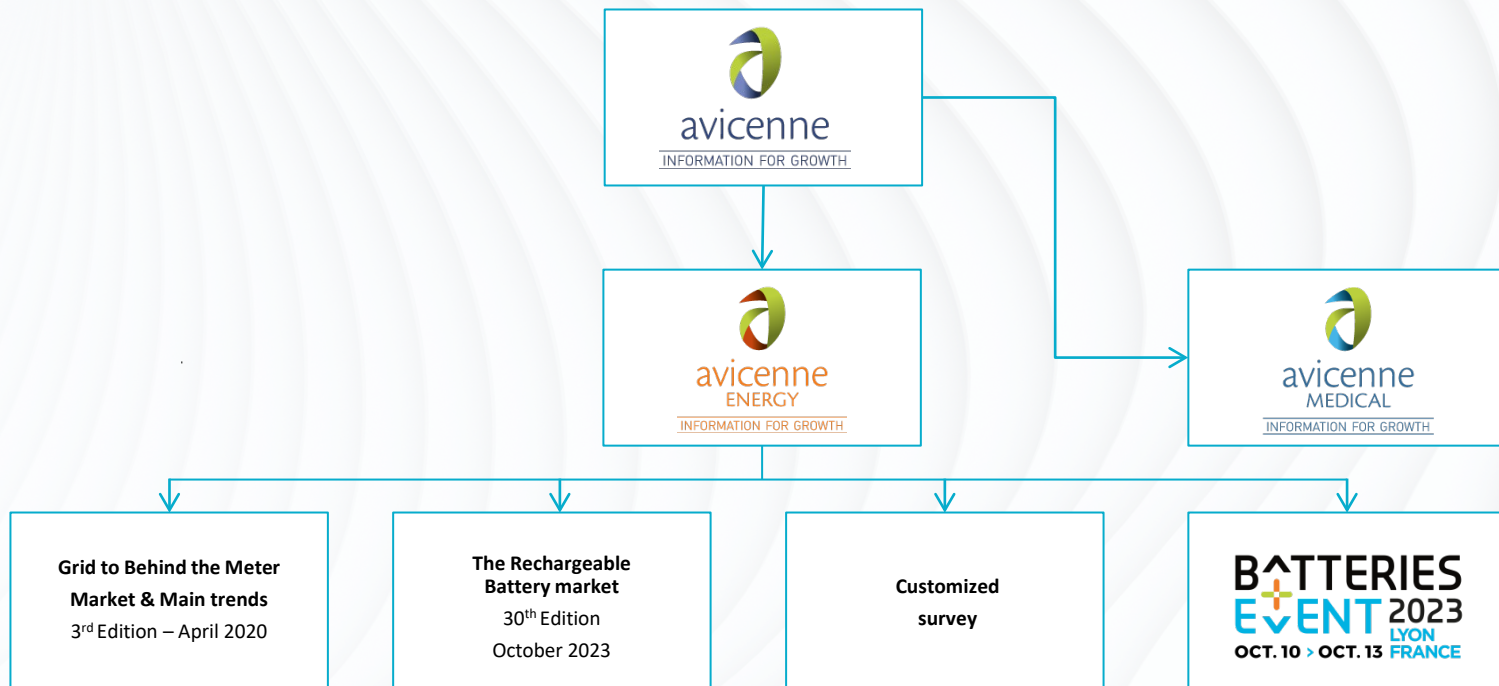 avicenne
INFORMATION FOR GROWTH
avicenne
ENERGY
INFORMATION FOR GROWTH
avicenne
MEDICAL
INFORMATION FOR GROWTH
Grid to Behind the Meter
Market & Main trends
3rd Edition – April 2020
The Rechargeable
Battery market
30th Edition
October 2023
Customized
survey
BATTERIES
EVENT 2023
LYON
OCT. 10 > OCT. 13 FRANCE